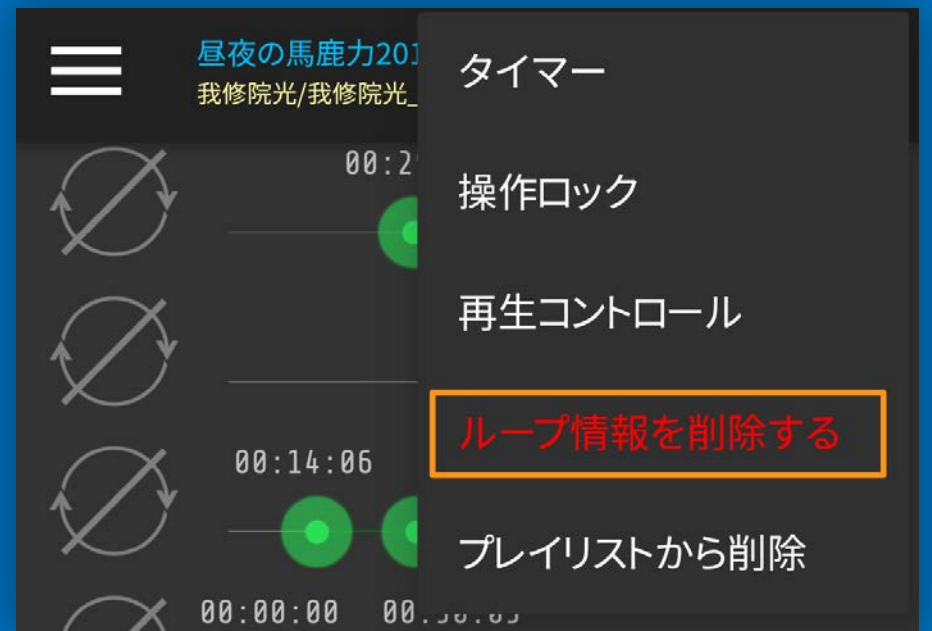 昼夜の馬鹿力201
我修院光/我修院光_
タイマー
00:2
操作ロック
再生コントロール
ループ情報を削除する
00:14:06
プレイリストから削除
00:00:00